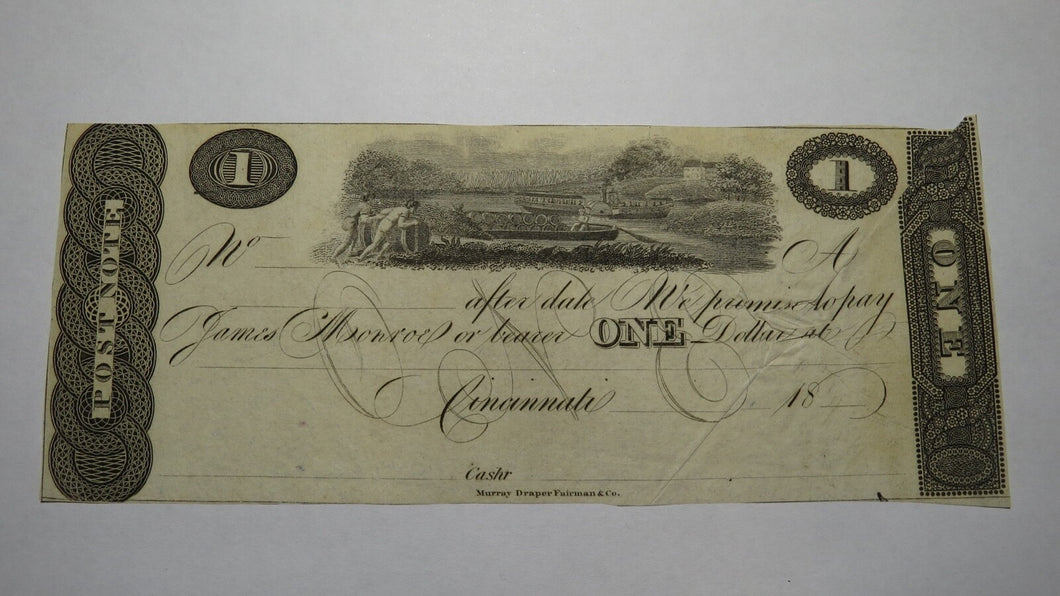 POST NOTE
1
1
No
A
after date We promise to pay
James Monroe or bearer ONE Dollar at
Cincinnati 18
Cashr
Murray Draper Fairman & Co.
ONE